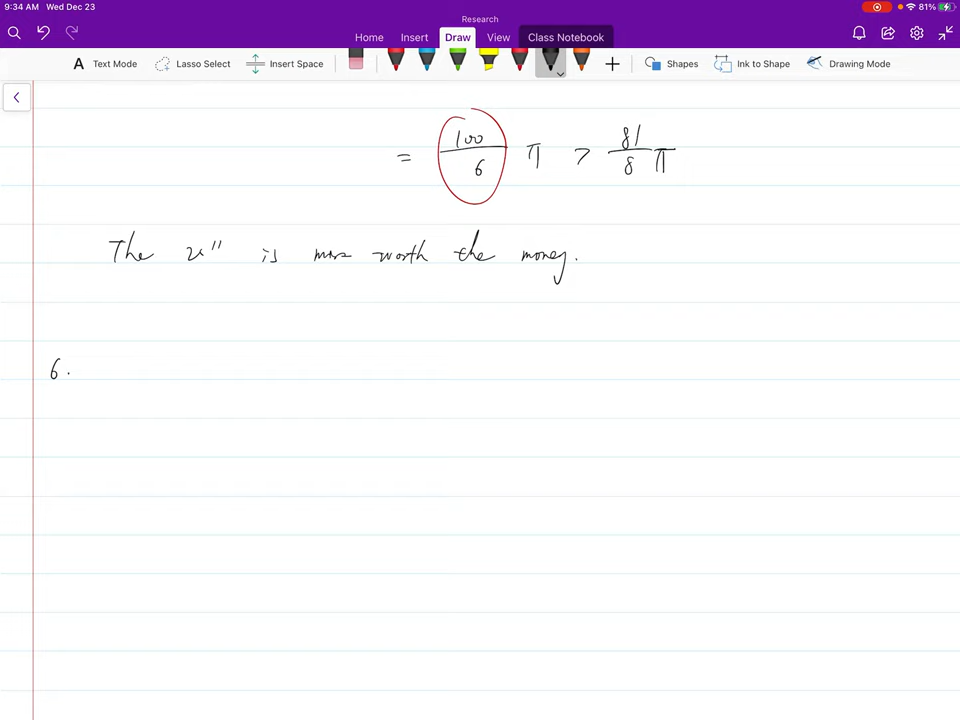 9:34 AM Wed Dec 23
81%
Research
Home Insert Draw View Class Notebook
Text Mode Lasso Select Insert Space Shapes Ink to Shape Drawing Mode
= 100/6 π > 81/8 π
The 20" is more worth the money.
6.